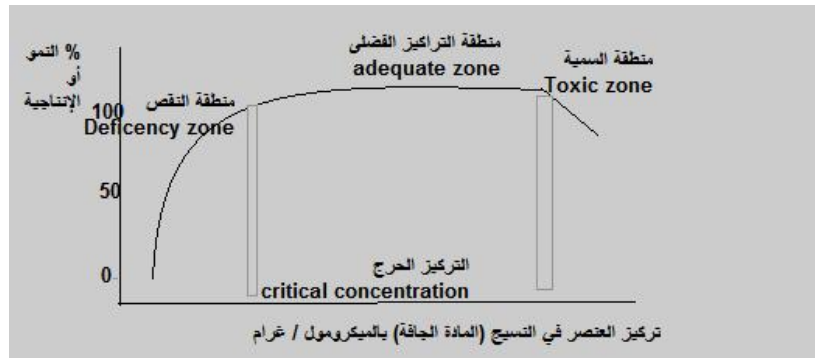 منطقة التراكيز الفضلى
adequate zone
% النمو
أو
الإنتاجية
منطقة السمية
Toxic zone
منطقة النقص
Deficency zone
100
50
0
التركيز الحرج
critical concentration
تركيز العنصر في النسيج (المادة الجافة) بالميكرومول / غرام